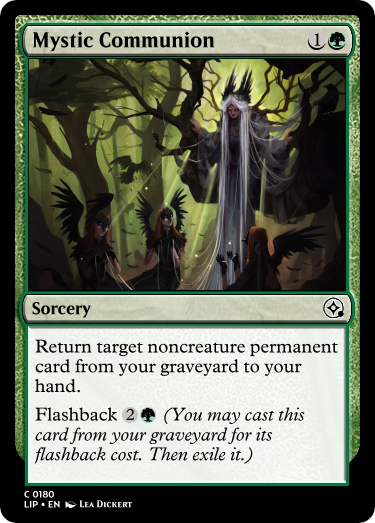 Mystic Communion 1
Sorcery
Return target noncreature permanent
card from your graveyard to your
hand.
Flashback 2 (You may cast this
card from your graveyard for its
flashback cost. Then exile it.)
C 0180
LIP • EN Lea Dickert